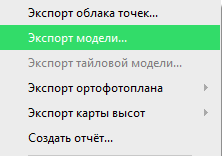 Экспорт облака точек...
Экспорт модели...
Экспорт тайловой модели...
Экспорт ортофотоплана
Экспорт карты высот
Создать отчёт...